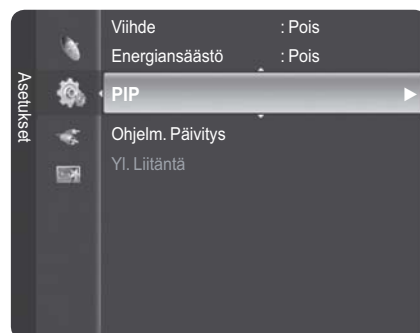 Asetukset
Viihde : Pois
Energiansäästö : Pois
PIP
Ohjelm. Päivitys
Yl. Liitäntä